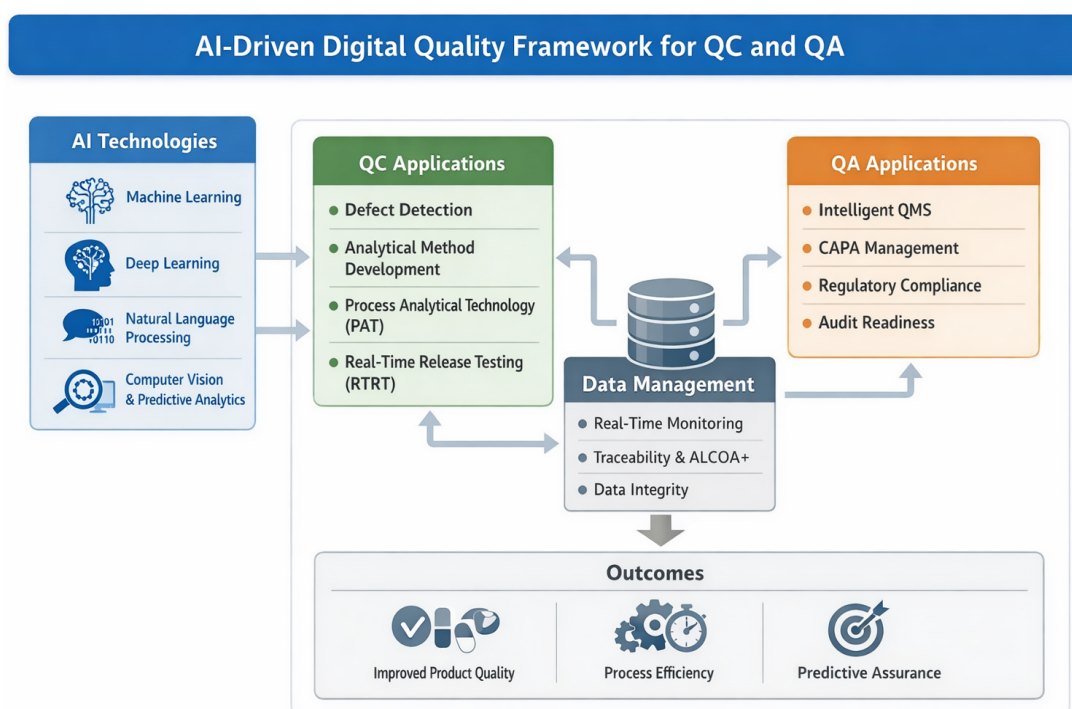 AI-Driven Digital Quality Framework for QC and QA
AI Technologies
Machine Learning
Deep Learning
Natural Language
Processing
10101
10110
Computer Vision
& Predictive Analytics
QC Applications
Defect Detection
Analytical Method
Development
Process Analytical Technology
(PAT)
Real-Time Release Testing
(RTRT)
QA Applications
Intelligent QMS
CAPA Management
Regulatory Compliance
Audit Readiness
Data Management
Real-Time Monitoring
Traceability & ALCOA+
Data Integrity
Outcomes
Improved Product Quality
Process Efficiency
Predictive Assurance